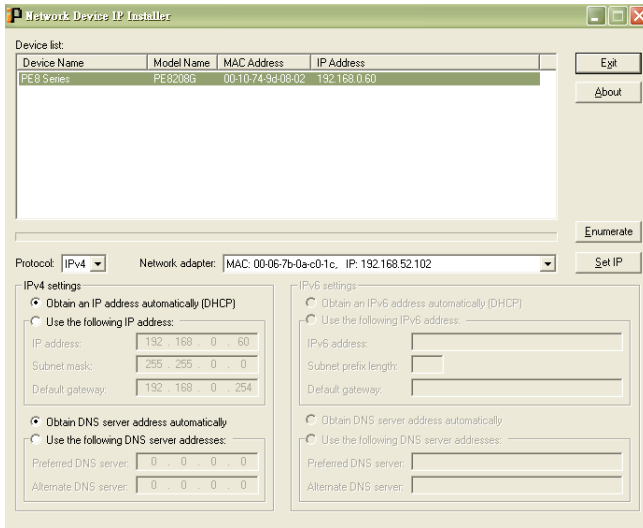 Network Device IP Installer
Device list:
Device Name Model Name MAC Address IP Address
PE8 Series PE8208G 00-10-74-9d-08-02 192.168.0.60
Exit
About
Enumerate
Protocol: IPv4 Network adapter: MAC: 00-06-7b-0a-c0-1c, IP: 192.168.52.102
Set IP
IPv4 settings
Obtain an IP address automatically (DHCP)
Use the following IP address:
IP address: 192 . 168 . 0 . 60
Subnet mask: 255 . 255 . 0 . 0
Default gateway: 192 . 168 . 0 . 254
Obtain DNS server address automatically
Use the following DNS server addresses:
Preferred DNS server: 0 . 0 . 0 . 0
Alternate DNS server: 0 . 0 . 0 . 0
IPv6 settings
Obtain an IPv6 address automatically (DHCP)
Use the following IPv6 address:
IPv6 address:
Subnet prefix length:
Default gateway:
Obtain DNS server address automatically
Use the following DNS server addresses:
Preferred DNS server:
Alternate DNS server: